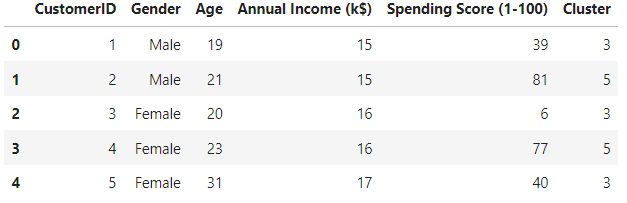 CustomerID Gender Age Annual Income (k$) Spending Score (1-100) Cluster
0 1 Male 19 15 39 3
1 2 Male 21 15 81 5
2 3 Female 20 16 6 3
3 4 Female 23 16 77 5
4 5 Female 31 17 40 3